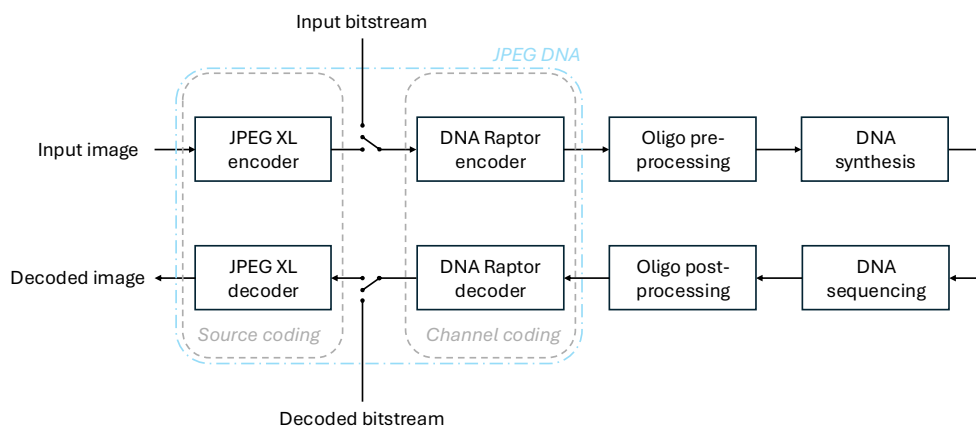 Input bitstream
JPEG DNA
Input image
JPEG XL
encoder
DNA Raptor
encoder
Oligo pre-
processing
DNA
synthesis
Decoded image
JPEG XL
decoder
DNA Raptor
decoder
Oligo post-
processing
DNA
sequencing
Source coding
Channel coding
Decoded bitstream